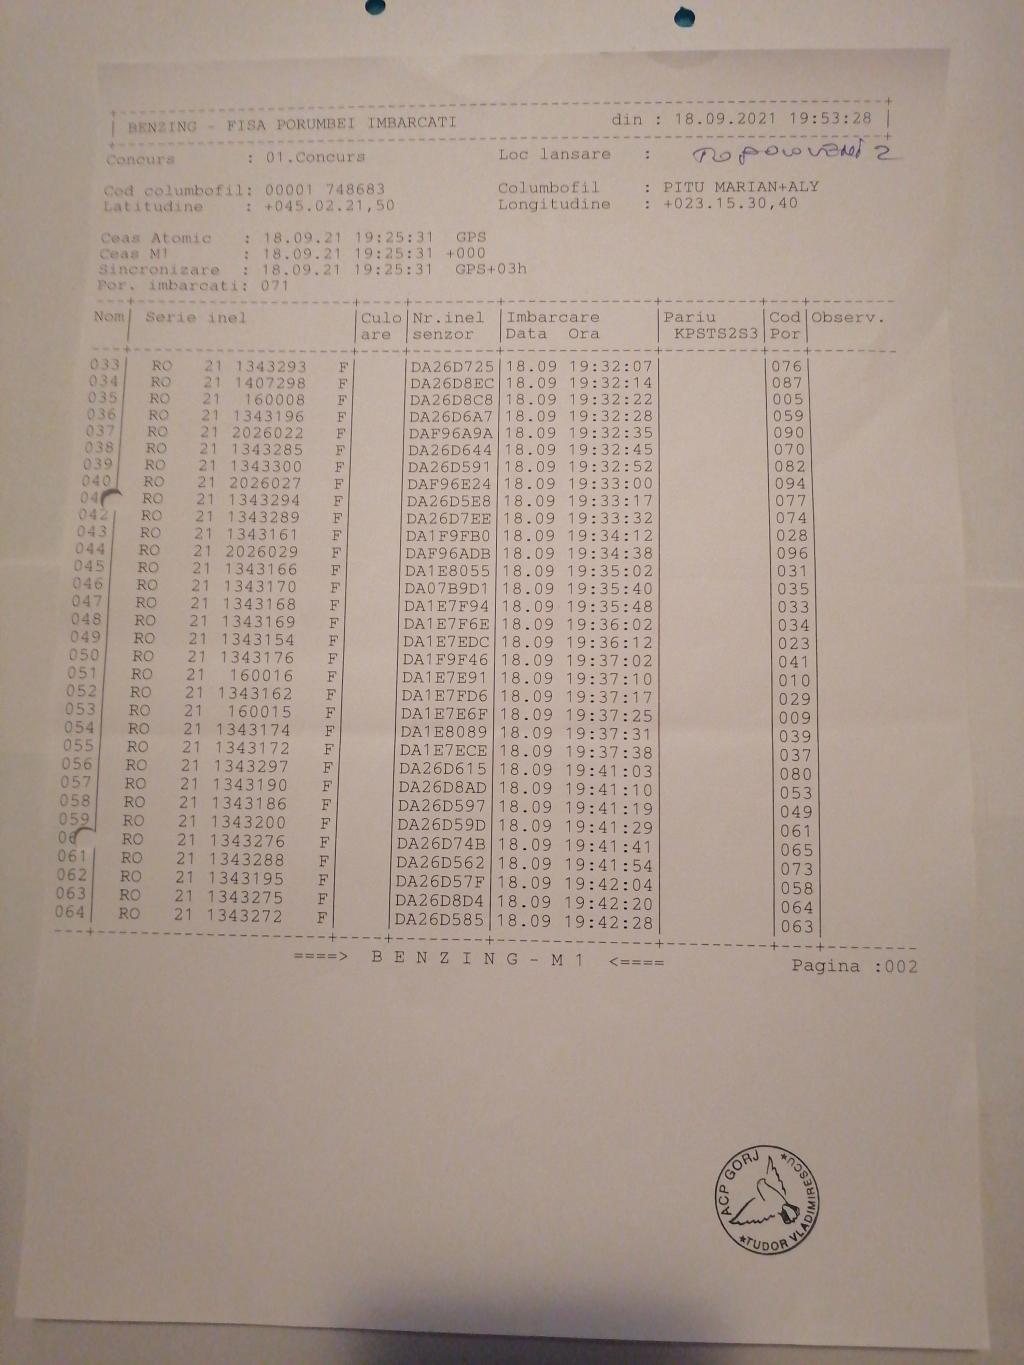 BENZING - FISA PORUMBEI IMBARCATI din : 18.09.2021 19:53:28
Concurs : 01.Concurs Loc lansare :
Cod columbofil: 00001 748683 Columbofil : PITU MARIAN+ALY
Latitudine : +045.02.21,50 Longitudine : +023.15.30,40
Ceas Atomic : 18.09.21 19:25:31 GPS
Ceas M1 : 18.09.21 19:25:31 +000
Sincronizare : 18.09.21 19:25:31 GPS+03h
Por. imbarcati: 071
Nom Serie inel Culo Nr.inel Imbarcare Pariu Cod Observ.
are senzor Data Ora KPSTS2S3 Por
033 RO 21 1343293 F DA26D725 18.09 19:32:07 076
034 RO 21 1407298 F DA26D8EC 18.09 19:32:14 087
035 RO 21 160008 F DA26D8C8 18.09 19:32:22 005
036 RO 21 1343196 F DA26D6A7 18.09 19:32:28 059
037 RO 21 2026022 F DAF96A9A 18.09 19:32:35 090
038 RO 21 1343285 F DA26D644 18.09 19:32:45 070
039 RO 21 1343300 F DA26D591 18.09 19:32:52 082
040 RO 21 2026027 F DAF96E24 18.09 19:33:00 094
04 RO 21 1343294 F DA26D5E8 18.09 19:33:17 077
042 RO 21 1343289 F DA26D7EE 18.09 19:33:32 074
043 RO 21 1343161 F DA1F9FB0 18.09 19:34:12 028
044 RO 21 2026029 F DAF96ADB 18.09 19:34:38 096
045 RO 21 1343166 F DA1E8055 18.09 19:35:02 031
046 RO 21 1343170 F DA07B9D1 18.09 19:35:40 035
047 RO 21 1343168 F DA1E7F94 18.09 19:35:48 033
048 RO 21 1343169 F DA1E7F6E 18.09 19:36:02 034
049 RO 21 1343154 F DA1E7EDC 18.09 19:36:12 023
050 RO 21 1343176 F DA1F9F46 18.09 19:37:02 041
051 RO 21 160016 F DA1E7E91 18.09 19:37:10 010
052 RO 21 1343162 F DA1E7FD6 18.09 19:37:17 029
053 RO 21 160015 F DA1E7E6F 18.09 19:37:25 009
054 RO 21 1343174 F DA1E8089 18.09 19:37:31 039
055 RO 21 1343172 F DA1E7ECE 18.09 19:37:38 037
056 RO 21 1343297 F DA26D615 18.09 19:41:03 080
057 RO 21 1343190 F DA26D8AD 18.09 19:41:10 053
058 RO 21 1343186 F DA26D597 18.09 19:41:19 049
059 RO 21 1343200 F DA26D59D 18.09 19:41:29 061
06 RO 21 1343276 F DA26D74B 18.09 19:41:41 065
061 RO 21 1343288 F DA26D562 18.09 19:41:54 073
062 RO 21 1343195 F DA26D57F 18.09 19:42:04 058
063 RO 21 1343275 F DA26D8D4 18.09 19:42:20 064
064 RO 21 1343272 F DA26D585 18.09 19:42:28 063
====> B E N Z I N G - M 1 <==== Pagina :002
ACP GORJ
*TUDOR VLADIMIRESCU*